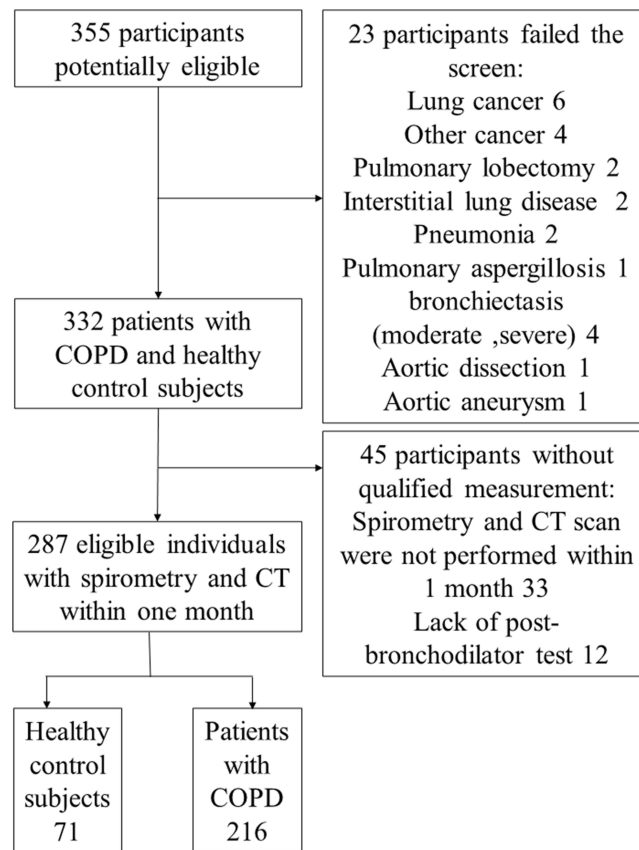 355 participants
potentially eligible
23 participants failed the
screen:
Lung cancer 6
Other cancer 4
Pulmonary lobectomy 2
Interstitial lung disease 2
Pneumonia 2
Pulmonary aspergillosis 1
bronchiectasis
(moderate ,severe) 4
Aortic dissection 1
Aortic aneurysm 1
332 patients with
COPD and healthy
control subjects
45 participants without
qualified measurement:
Spirometry and CT scan
were not performed within
1 month 33
Lack of post-
bronchodilator test 12
287 eligible individuals
with spirometry and CT
within one month
Healthy
control
subjects
71
Patients
with
COPD
216